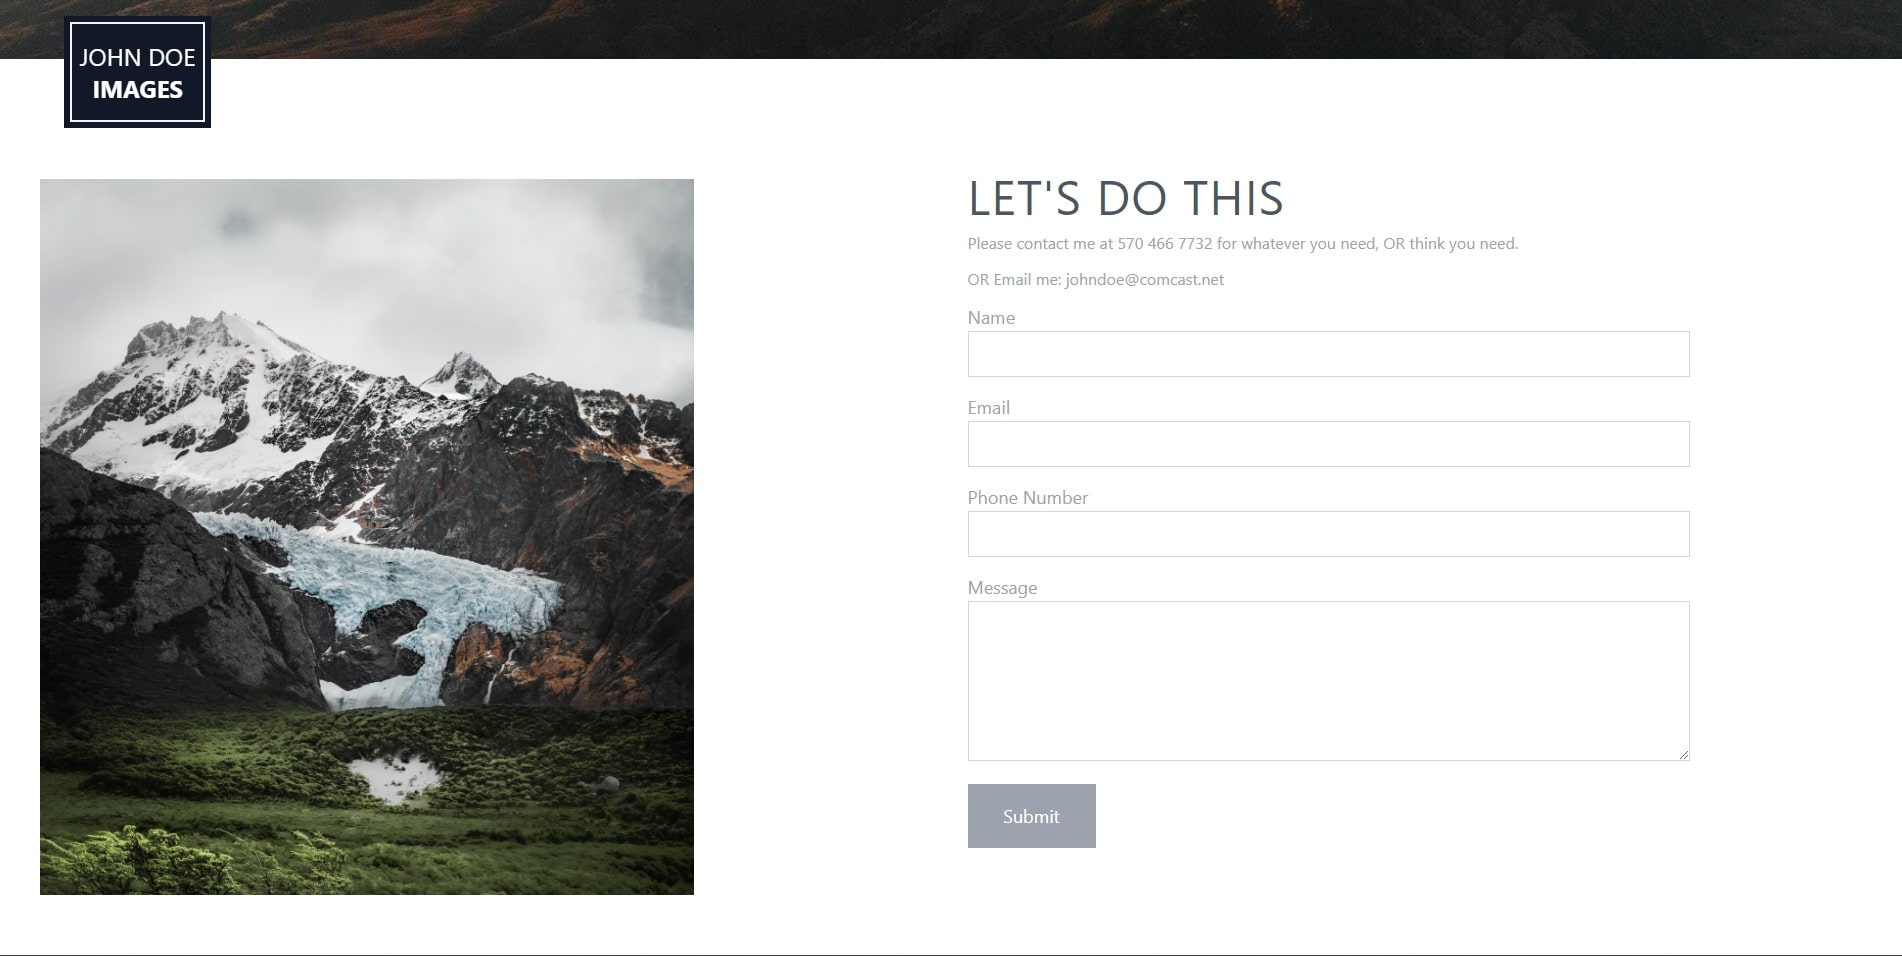 JOHN DOE
IMAGES
LET'S DO THIS
Please contact me at 570 466 7732 for whatever you need, OR think you need.
OR Email me: johndoe@comcast.net
Name
Email
Phone Number
Message
Submit